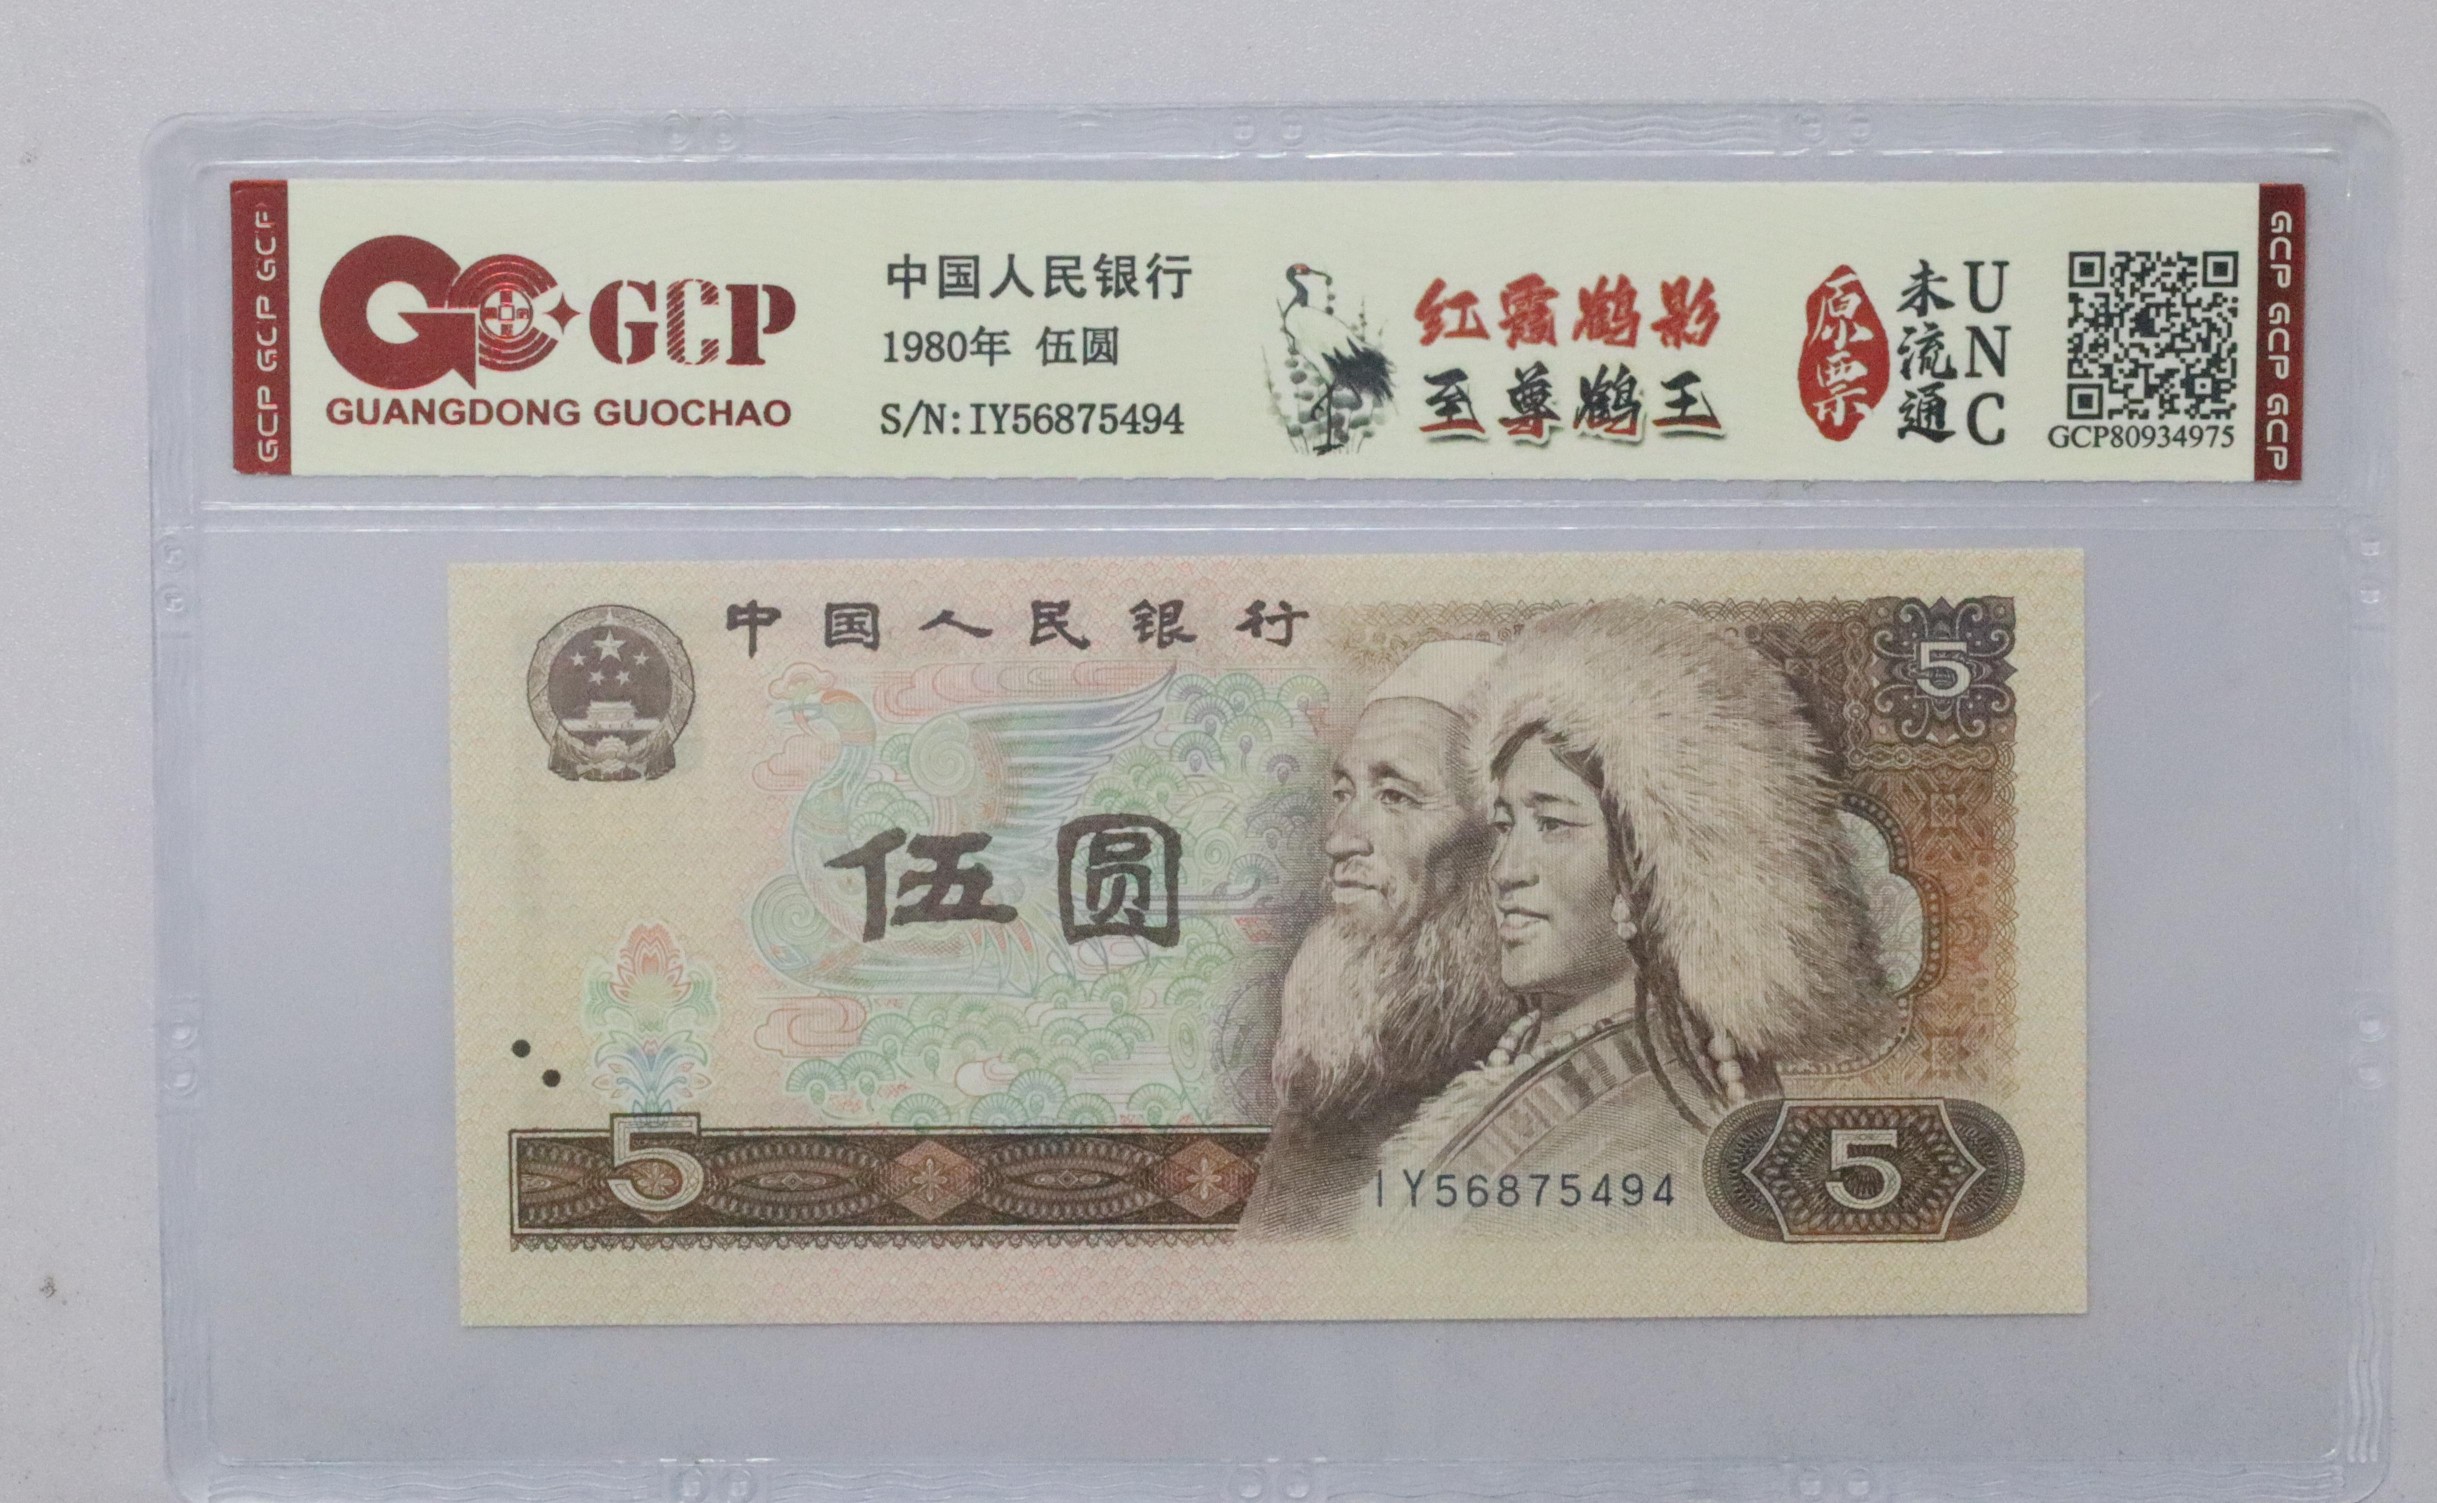 GCP GCP GCP
GCP
GUANGDONG GUOCHAO
中国人民银行
1980年 伍圆
S/N:IY56875494
红霞鹤影
至尊鹤王
原票
未流通
UNC
GCP80934975
GCP GCP GCP
中国人民银行
5
伍圆
5
IY56875494
5